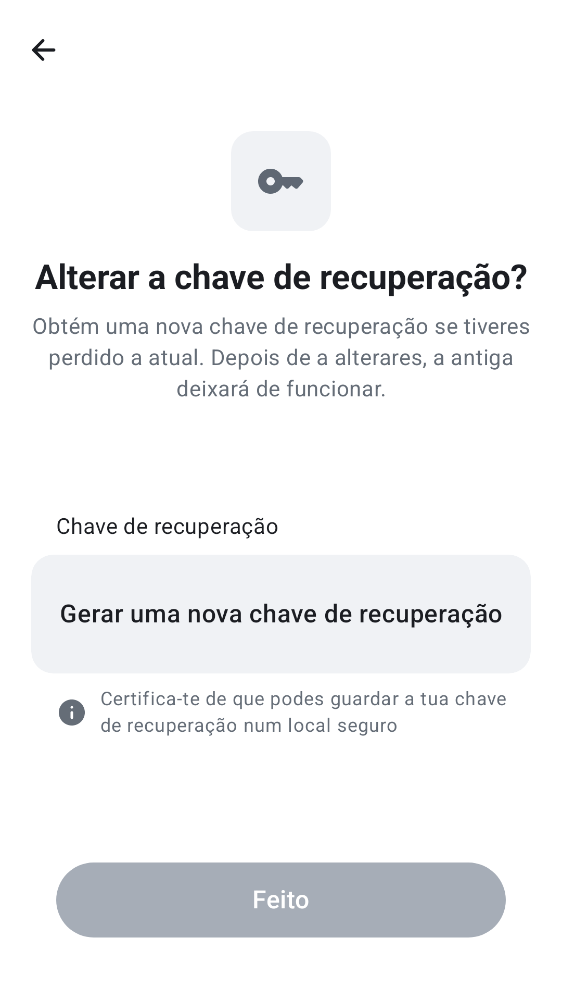 Alterar a chave de recuperação?
Obtém uma nova chave de recuperação se tiveres
perdido a atual. Depois de a alterares, a antiga
deixará de funcionar.
Chave de recuperação
Gerar uma nova chave de recuperação
Certifica-te de que podes guardar a tua chave
de recuperação num local seguro
Feito